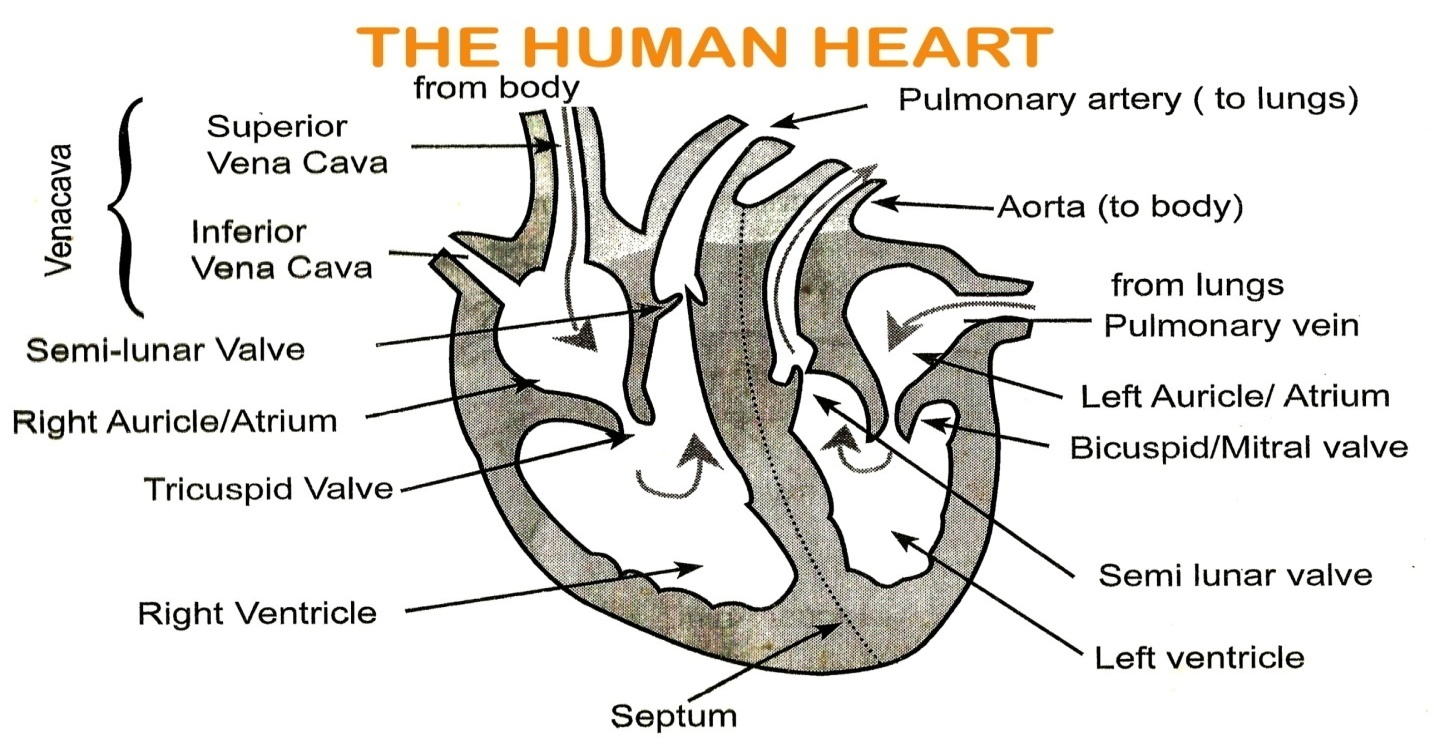 THE HUMAN HEART
from body
Venacava
Superior
Vena Cava
Inferior
Vena Cava
Semi-lunar Valve
Right Auricle/Atrium
Tricuspid Valve
Right Ventricle
Septum
Pulmonary artery ( to lungs)
Aorta (to body)
from lungs
Pulmonary vein
Left Auricle/ Atrium
Bicuspid/Mitral valve
Semi lunar valve
Left ventricle